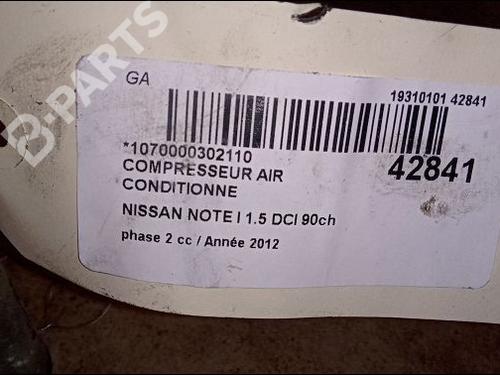 B-PARTS
GA
19310101 42841
*1070000302110
42841
COMPRESSEUR AIR
CONDITIONNE
NISSAN NOTE I 1.5 DCI 90ch
phase 2 cc / Année 2012